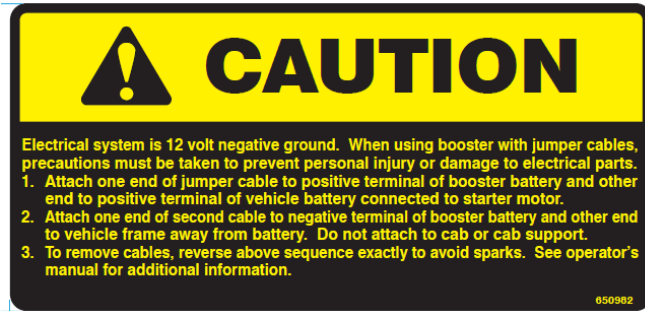 CAUTION
Electrical system is 12 volt negative ground.  When using booster with jumper cables,
precautions must be taken to prevent personal injury or damage to electrical parts.
1.  Attach one end of jumper cable to positive terminal of booster battery and other
end to positive terminal of vehicle battery connected to starter motor.
2.  Attach one end of second cable to negative terminal of booster battery and other end
to vehicle frame away from battery.  Do not attach to cab or cab support.
3.  To remove cables, reverse above sequence exactly to avoid sparks.  See operator's
manual for additional information.
650982